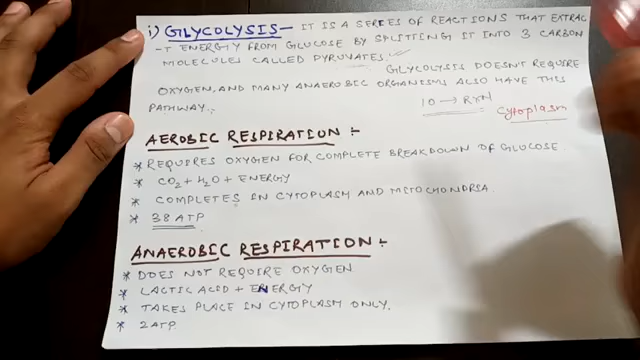 i) GLYCOLYSIS - IT IS A SERIES OF REACTIONS THAT EXTRAC
-T ENERGY FROM GLUCOSE BY SPLITING IT INTO 3 CARBON
MOLECULES CALLED PYRUVATES.
GLYCOLYSIS DOESN'T REQUIRE
OXYGEN, AND MANY ANAEROBIC ORGANISMS ALSO HAVE THIS
PATHWAY.
10 → RXN
Cytoplasm
AEROBIC RESPIRATION :-
* REQUIRES OXYGEN FOR COMPLETE BREAKDOWN OF GLUCOSE
* CO2 + H2O + ENERGY
* COMPLETES IN CYTOPLASM AND MITOCHONDRIA.
* 38 ATP
ANAEROBIC RESPIRATION :-
* DOES NOT REQUIRE OXYGEN
* LACTIC ACID + ENERGY
* TAKES PLACE IN CYTOPLASM ONLY.
* 2 ATP